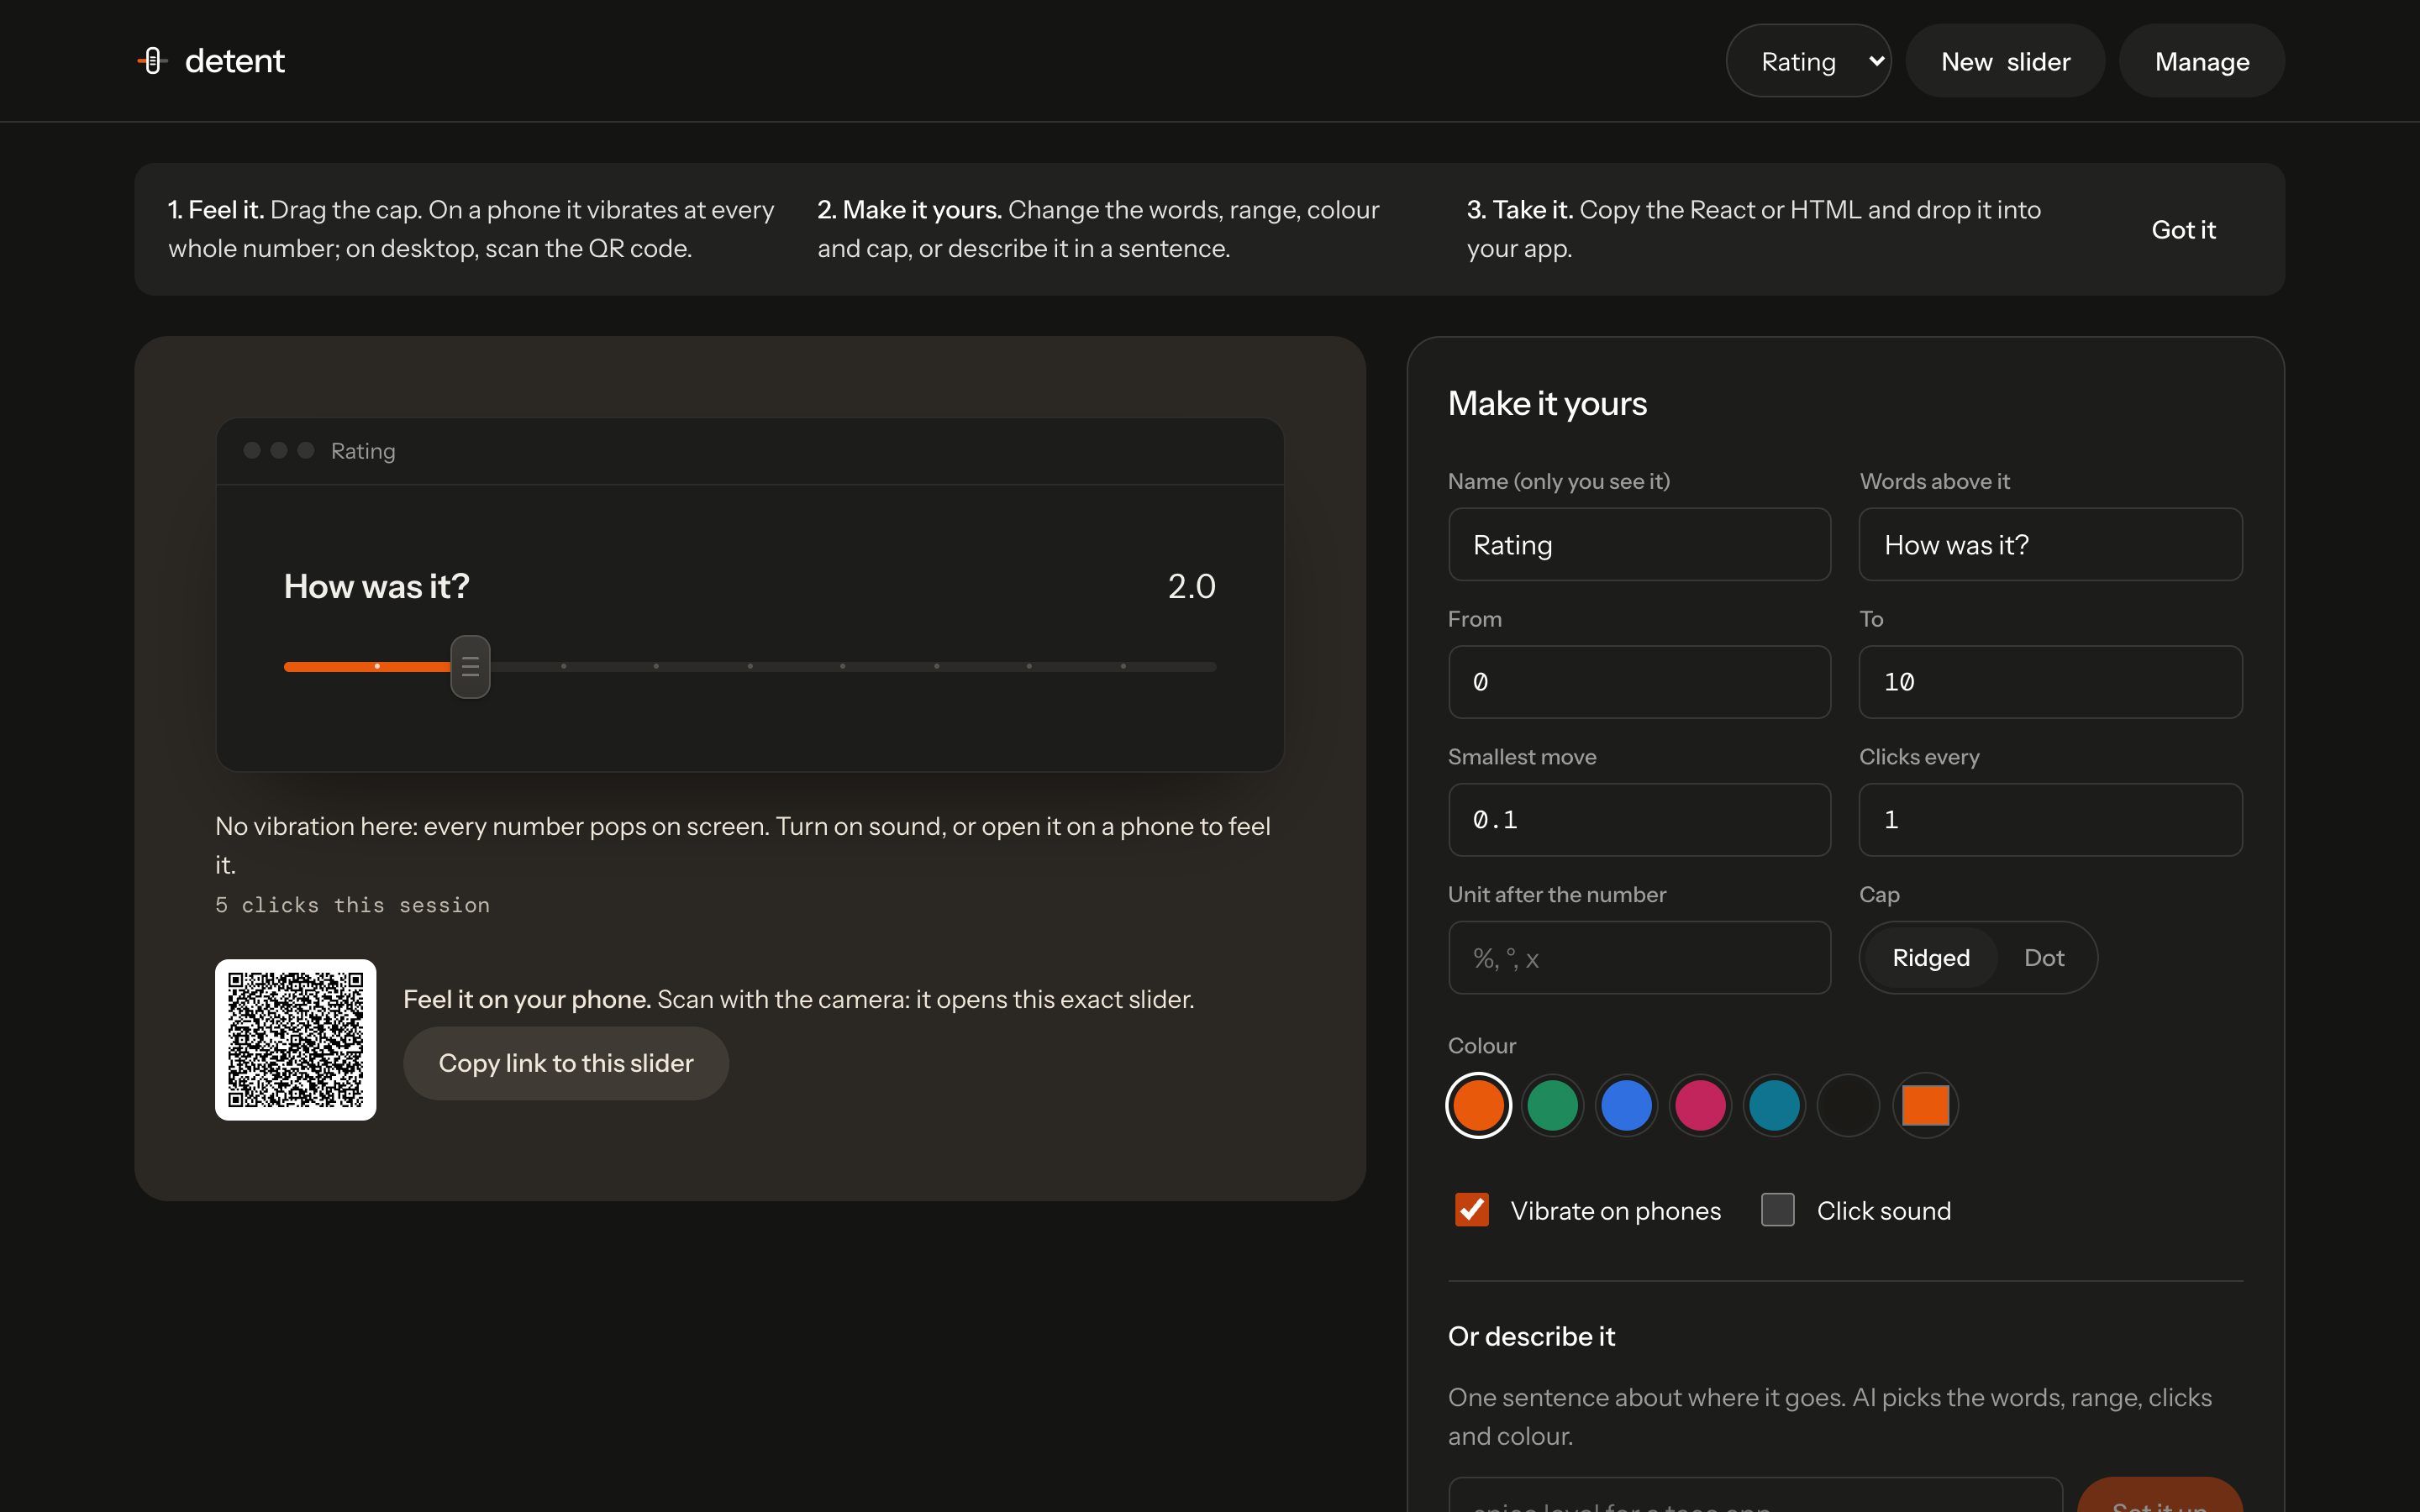 detent
Rating
New slider
Manage
1. Feel it. Drag the cap. On a phone it vibrates at every
whole number; on desktop, scan the QR code.
2. Make it yours. Change the words, range, colour
and cap, or describe it in a sentence.
3. Take it. Copy the React or HTML and drop it into
your app.
Got it
Rating
How was it?
2.0
No vibration here: every number pops on screen. Turn on sound, or open it on a phone to feel
it.
5 clicks this session
Feel it on your phone. Scan with the camera: it opens this exact slider.
Copy link to this slider
Make it yours
Name (only you see it)
Words above it
Rating
How was it?
From
To
0
10
Smallest move
Clicks every
0.1
1
Unit after the number
Cap
%, °, x
Ridged
Dot
Colour
Vibrate on phones
Click sound
Or describe it
One sentence about where it goes. AI picks the words, range, clicks
and colour.
Set it up